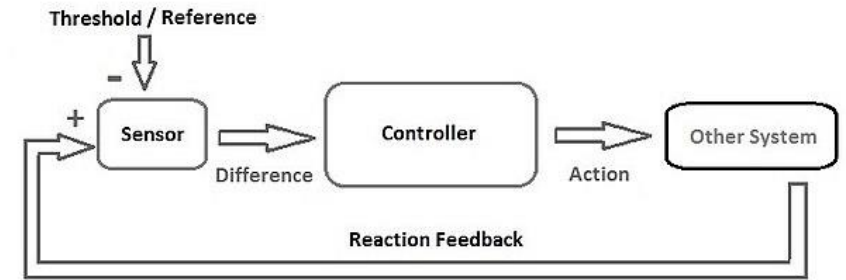 Threshold / Reference
-
+
Sensor
Difference
Controller
Action
Other System
Reaction Feedback